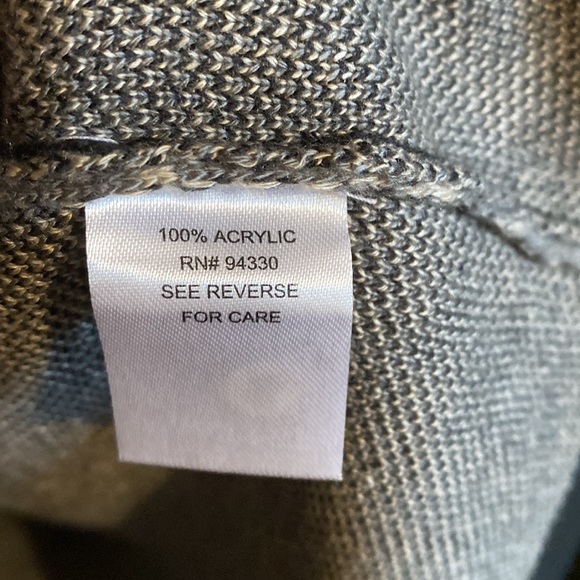 100% ACRYLIC
RN# 94330
SEE REVERSE
FOR CARE